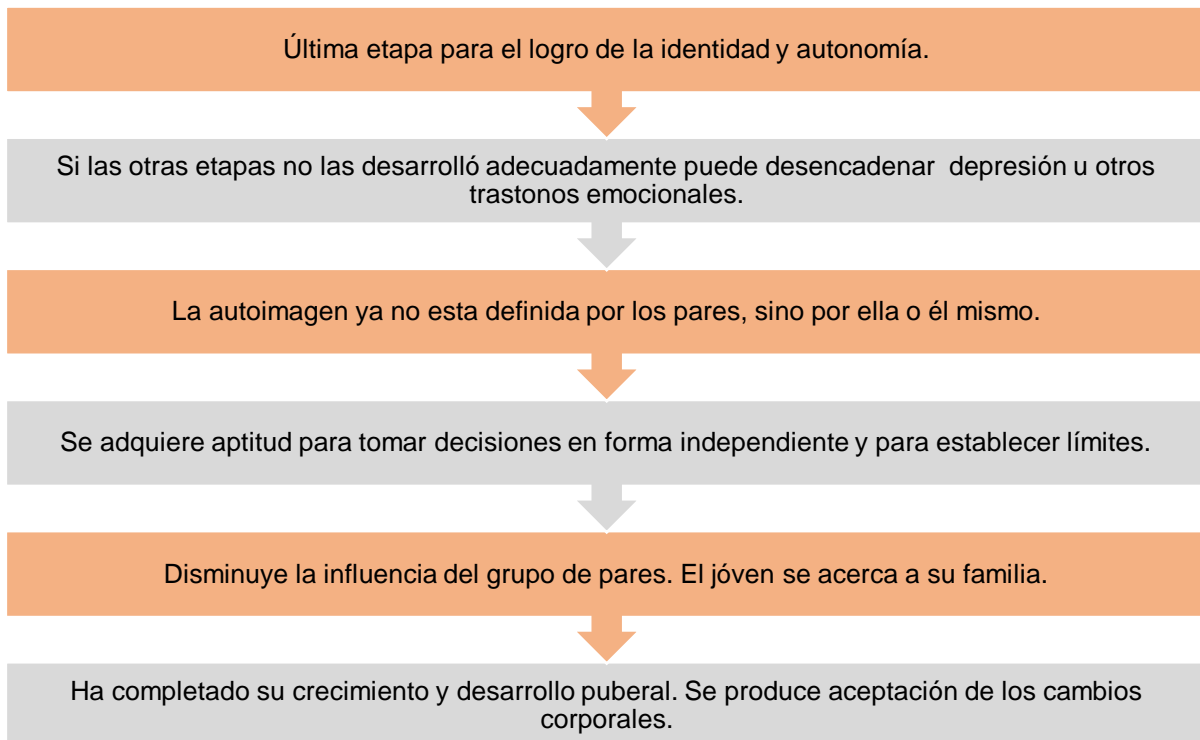 Última etapa para el logro de la identidad y autonomía.
Si las otras etapas no las desarrolló adecuadamente puede desencadenar  depresión u otros
trastonos emocionales.
La autoimagen ya no esta definida por los pares, sino por ella o él mismo.
Se adquiere aptitud para tomar decisiones en forma independiente y para establecer límites.
Disminuye la influencia del grupo de pares. El jóven se acerca a su familia.
Ha completado su crecimiento y desarrollo puberal. Se produce aceptación de los cambios
corporales.